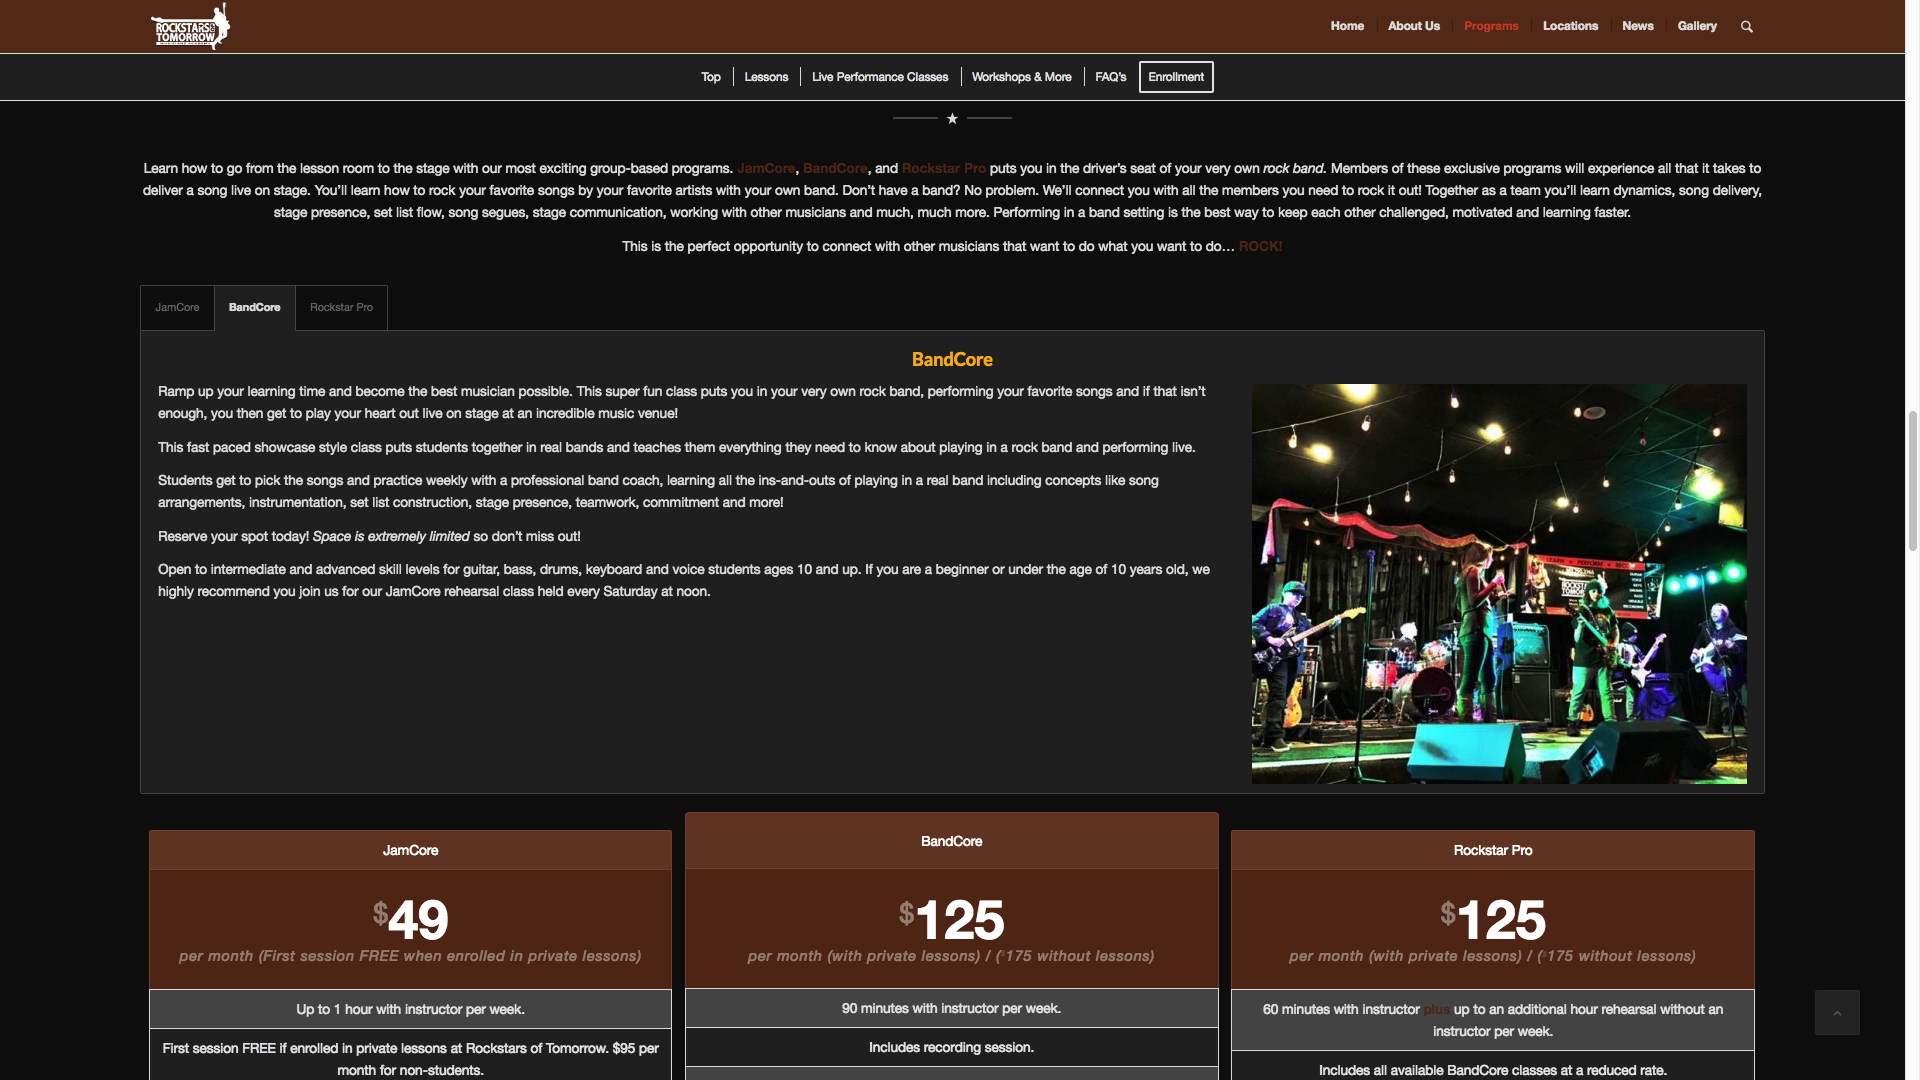 ROCKSTARS OF
TOMORROW
Home
About Us
Programs
Locations
News
Gallery
Top
Lessons
Live Performance Classes
Workshops & More
FAQ's
Enrollment
Learn how to go from the lesson room to the stage with our most exciting group-based programs. JamCore, BandCore, and Rockstar Pro puts you in the driver's seat of your very own rock band. Members of these exclusive programs will experience all that it takes to
deliver a song live on stage. You'll learn how to rock your favorite songs by your favorite artists with your own band. Don't have a band? No problem. We'll connect you with all the members you need to rock it out! Together as a team you'll learn dynamics, song delivery,
stage presence, set list flow, song segues, stage communication, working with other musicians and much, much more. Performing in a band setting is the best way to keep each other challenged, motivated and learning faster.
This is the perfect opportunity to connect with other musicians that want to do what you want to do… ROCK!
JamCore
BandCore
Rockstar Pro
BandCore
Ramp up your learning time and become the best musician possible. This super fun class puts you in your very own rock band, performing your favorite songs and if that isn't
enough, you then get to play your heart out live on stage at an incredible music venue!
This fast paced showcase style class puts students together in real bands and teaches them everything they need to know about playing in a rock band and performing live.
Students get to pick the songs and practice weekly with a professional band coach, learning all the ins-and-outs of playing in a real band including concepts like song
arrangements, instrumentation, set list construction, stage presence, teamwork, commitment and more!
Reserve your spot today! Space is extremely limited so don't miss out!
Open to intermediate and advanced skill levels for guitar, bass, drums, keyboard and voice students ages 10 and up. If you are a beginner or under the age of 10 years old, we
highly recommend you join us for our JamCore rehearsal class held every Saturday at noon.
JamCore
$49
per month (First session FREE when enrolled in private lessons)
Up to 1 hour with instructor per week.
First session FREE if enrolled in private lessons at Rockstars of Tomorrow. $95 per
month for non-students.
BandCore
$125
per month (with private lessons) / ($175 without lessons)
90 minutes with instructor per week.
Includes recording session.
Rockstar Pro
$125
per month (with private lessons) / ($175 without lessons)
60 minutes with instructor plus up to an additional hour rehearsal without an
instructor per week.
Includes all available BandCore classes at a reduced rate.